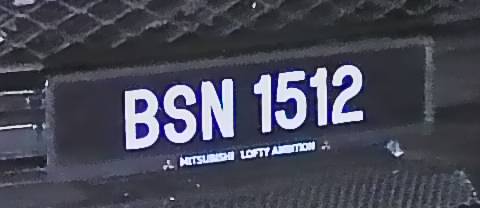 BSN 1512
MITSUBISHI LOFTY AMBITION